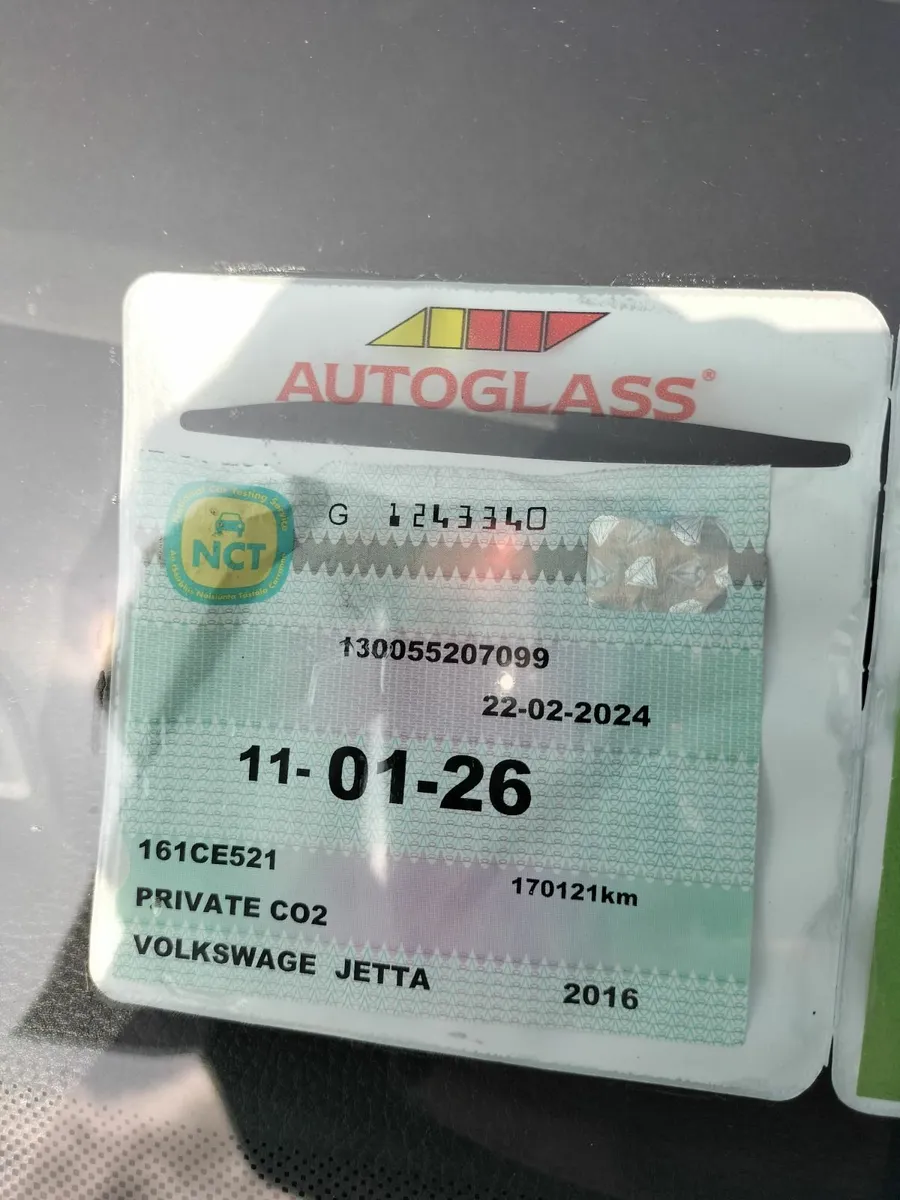 AUTOGLASS®
G 1243340
NCT
130055207099
22-02-2024
11-01-26
161CE521
170121km
PRIVATE CO2
VOLKSWAGE JETTA
2016